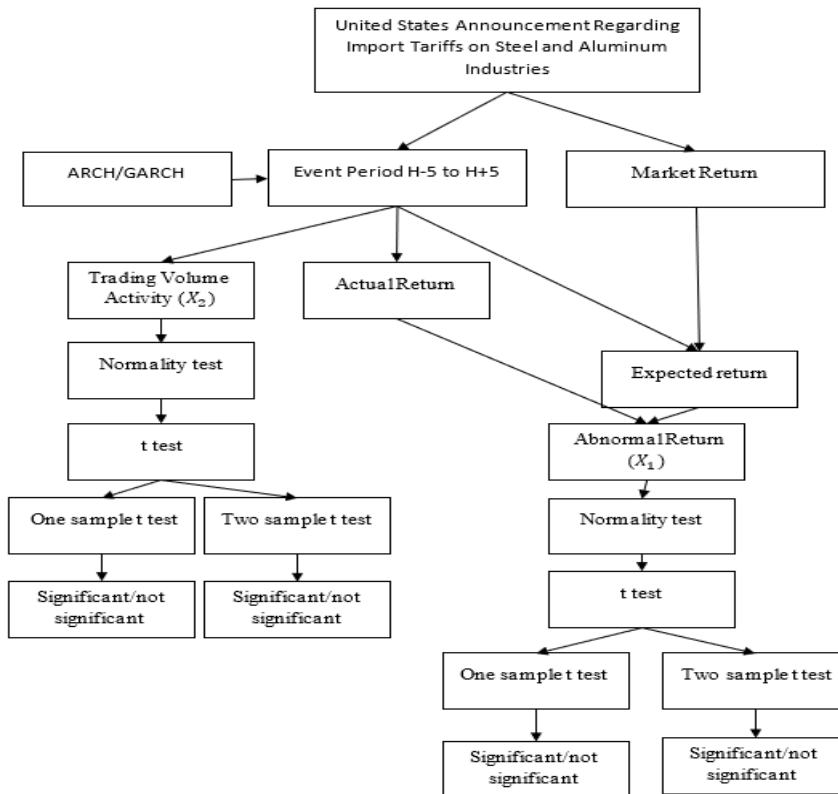 United States Announcement Regarding
Import Tariffs on Steel and Aluminum
Industries
ARCH/GARCH
Event Period H-5 to H+5
Market Return
Trading Volume
Activity (X₂)
Actual Return
Normality test
Expected return
t test
Abnormal Return
(X₁)
One sample t test
Two sample t test
Normality test
Significant/not
significant
Significant/not
significant
t test
One sample t test
Two sample t test
Significant/not
significant
Significant/not
significant